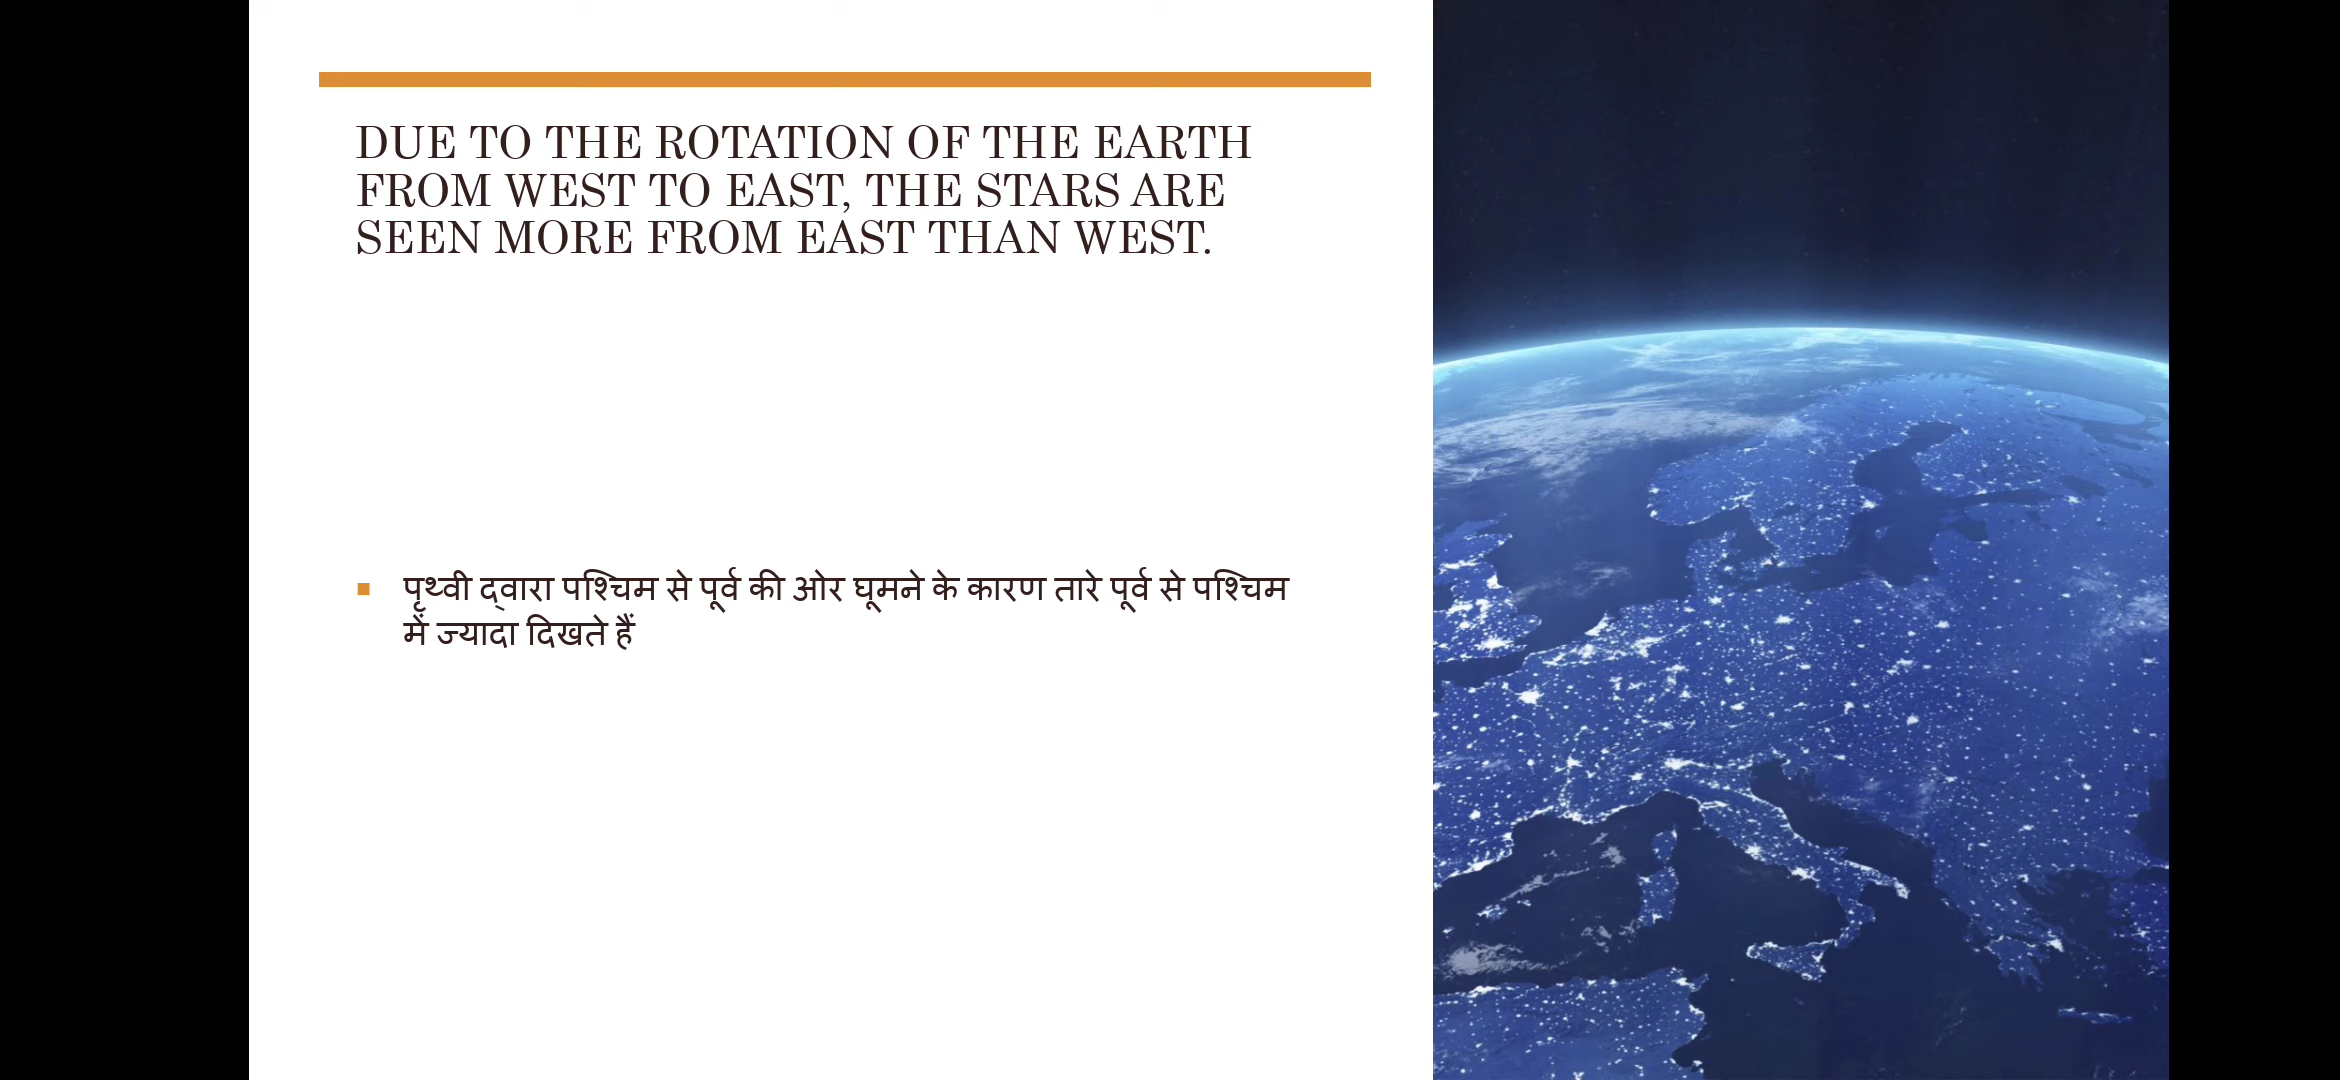 DUE TO THE ROTATION OF THE EARTH
FROM WEST TO EAST, THE STARS ARE
SEEN MORE FROM EAST THAN WEST.
पृथ्वी द्वारा पश्चिम से पूर्व की ओर घूमने के कारण तारे पूर्व से पश्चिम
में ज्यादा दिखते हैं